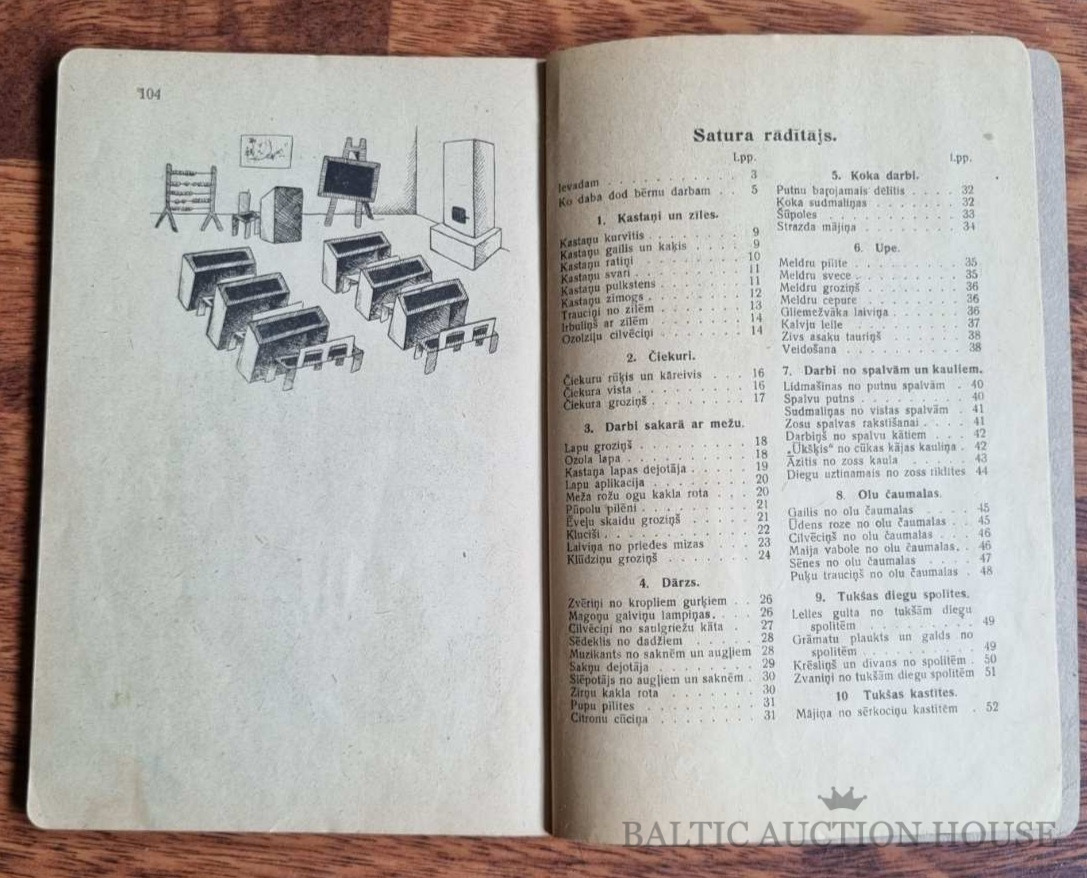 104
Satura rādītājs.
l.pp.
Ievadam . . . . . . . . . . . 3
Ko daba dod bērnu darbam . . 5
1. Kastaņi un zīles.
Kastaņu kurvītis . . . . . . . 9
Kastaņu gailis un kaķis . . . . 9
Kastaņu ratiņi . . . . . . . . 10
Kastaņu svari . . . . . . . . 11
Kastaņu pulkstens . . . . . . 11
Kastaņu zīmogs . . . . . . . 12
Trauciņi no zīlēm . . . . . . 13
Irbuliņš ar zīlēm . . . . . . 14
Ozolzīļu cilvēciņi . . . . . . 14
2. Čiekuri.
Čiekuru rūķis un kāreivis . . . 16
Čiekura vista . . . . . . . . 16
Čiekura groziņš . . . . . . . 17
3. Darbi sakarā ar mežu.
Lapu groziņš . . . . . . . . 18
Ozola lapa . . . . . . . . . 18
Kastaņa lapas dejotāja . . . . . 19
Lapu aplikācija . . . . . . . 20
Meža rožu ogu kakla rota . . . 20
Pūpolu pīlēni . . . . . . . . 21
Ēveļu skaidu groziņš . . . . . 21
Klucīši . . . . . . . . . . . 22
Laiviņa no priedes mizas . . . . 23
Klūdziņu groziņš . . . . . . . 24
4. Dārzs.
Zvēriņi no kropliem gurķiem . . 26
Magoņu galviņu lampiņas . . . . 26
Cilvēciņi no saulgriežu kāta . . 27
Sēdeklis no dadžiem . . . . . 28
Muzikants no saknēm un augļiem 28
Sakņu dejotāja . . . . . . . . 29
Slēpotājs no augļiem un saknēm . 30
Zirņu kakla rota . . . . . . . 30
Pupu pīlītes . . . . . . . . . 31
Citronu cūciņa . . . . . . . . 31
l.pp.
5. Koka darbi.
Putnu barojamais dēlītis . . . . 32
Koka sudmaliņas . . . . . . . 32
Šūpoles . . . . . . . . . . . 33
Strazda mājiņa . . . . . . . . 34
6. Upe.
Meldru pīlīte . . . . . . . . . 35
Meldru svece . . . . . . . . . 35
Meldru groziņš . . . . . . . . 36
Meldru cepure . . . . . . . . 36
Gliemežvāka laiviņa . . . . . . 36
Kalvju lelle . . . . . . . . . 37
Zivs asaku tauriņš . . . . . . 38
Veidošana . . . . . . . . . . 38
7. Darbi no spalvām un kauliem.
Lidmašīnas no putnu spalvām . 40
Spalvu putns . . . . . . . . . 40
Sudmaliņas no vistas spalvām . 41
Zosu spalvas rakstīšanai . . . . 41
Darbiņš no spalvu kātiem . . . 42
„Ūkšķis“ no cūkas kājas kauliņa . 42
Āzītis no zoss kaula . . . . . 43
Diegu uztinamais no zoss rīklītes 44
8. Olu čaumalas.
Gailis no olu čaumalas . . . . 45
Ūdens roze no olu čaumalas . . 45
Cilvēciņš no olu čaumalas . . . 46
Maija vabole no olu čaumalas . . 46
Sēnes no olu čaumalas . . . . 47
Puķu trauciņš no olu čaumalas . 48
9. Tukšas diegu spolītes.
Lelles gulta no tukšām diegu
spolītēm . . . . . . . . . . 49
Grāmatu plaukts un galds no
spolītēm . . . . . . . . . . 49
Krēsliņš un dīvans no spolītēm . 50
Zvaniņi no tukšām diegu spolītēm 51
10 Tukšas kastītes.
Mājiņa no sērkociņu kastītēm . 52
BALTIC AUCTION HOUSE